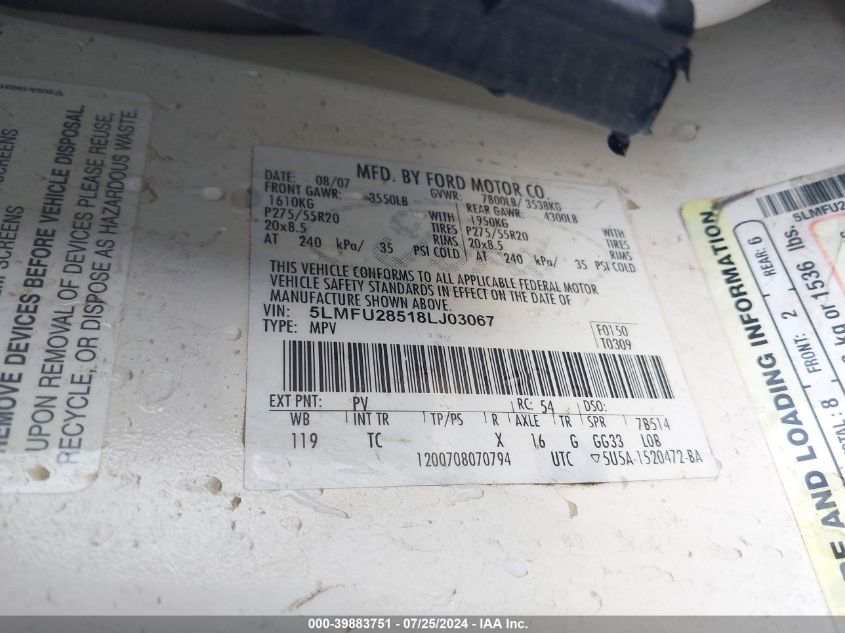 SCREENS
SCREENS
REMOVE DEVICES BEFORE VEHICLE DISPOSAL
UPON REMOVAL OF DEVICES PLEASE REUSE,
RECYCLE, OR DISPOSE AS HAZARDOUS WASTE.
MFD. BY FORD MOTOR CO.
DATE: 08/07 GVWR: 7800LB/ 3538KG
FRONT GAWR: 3550LB REAR GAWR: 4300LB
1610KG WITH 1950KG WITH
P275/55R20 TIRES P275/55R20 TIRES
20x8.5 RIMS 20x8.5 RIMS
AT 240 kPa/ 35 PSI COLD AT 240 kPa/ 35 PSI COLD
THIS VEHICLE CONFORMS TO ALL APPLICABLE FEDERAL MOTOR
VEHICLE SAFETY STANDARDS IN EFFECT ON THE DATE OF
MANUFACTURE SHOWN ABOVE.
VIN: 5LMFU28518LJ03067
TYPE: MPV
F0150
T0309
EXT PNT: PV RC: 54 DSO:
WB INT TR TP/PS R AXLE TR SPR 7B514
119 TC X 1.6 G GG33 LOB
1200708070794 UTC ▽5U5A-1520472-BA
5LMFU2
E AND LOADING INFORMATION
TOTAL: 8 FRONT: 2 REAR: 6
kg or 1536 lbs.
000-39883751 - 07/25/2024 - IAA Inc.